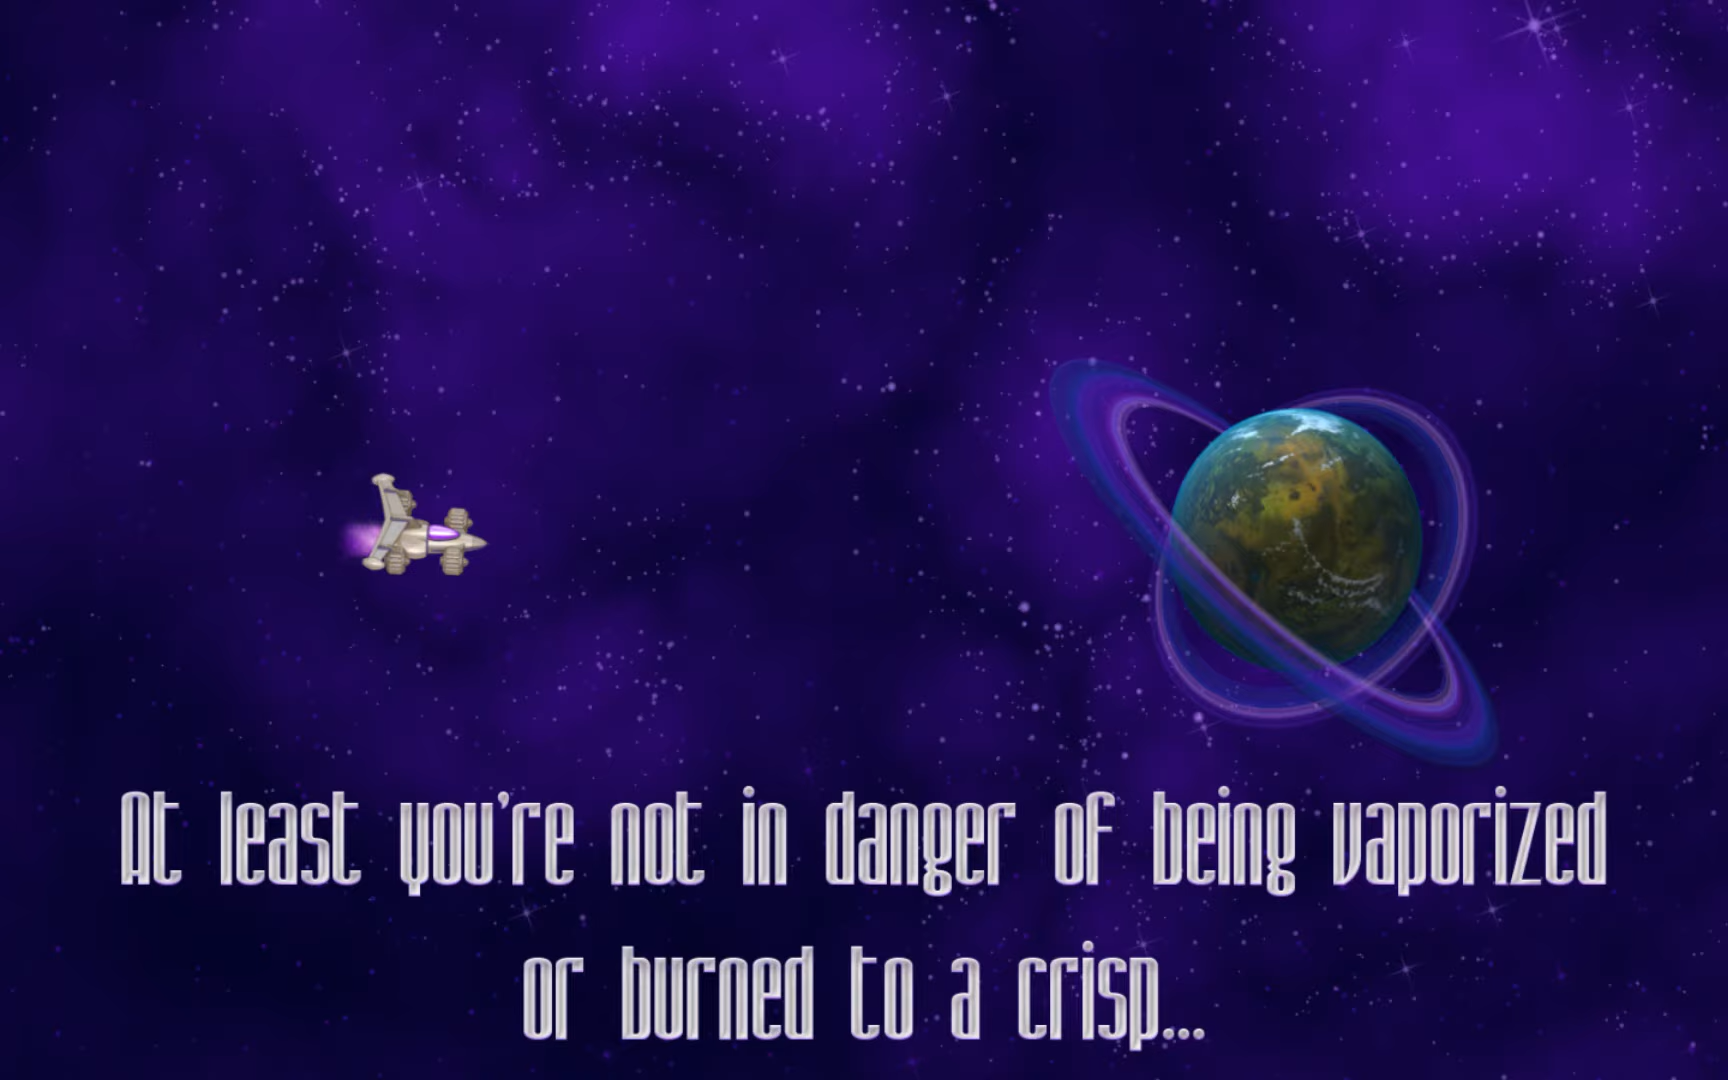 At least you're not in danger of being vaporized
or burned to a crisp...